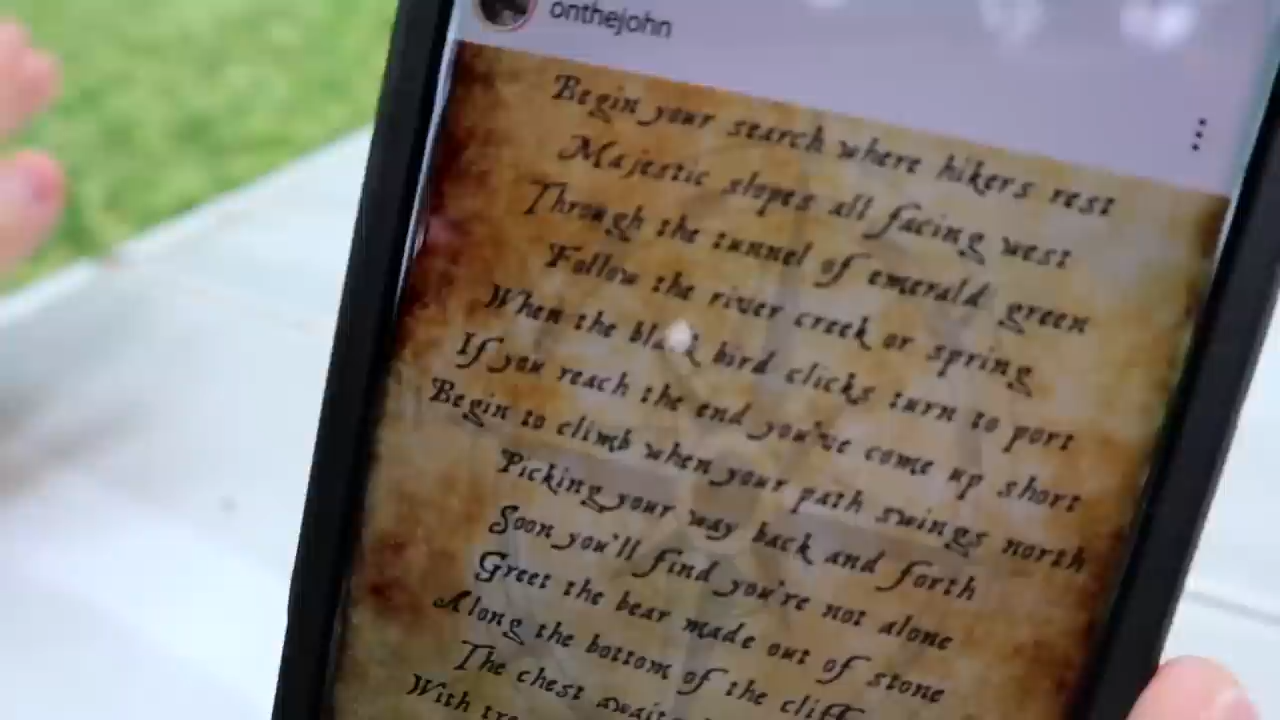 onthejohn
Begin your search where hikers rest
Majestic slopes all facing west
Through the tunnel of emerald green
Follow the river creek or spring
When the black bird clicks turn to port
If you reach the end you've come up short
Begin to climb when your path swings north
Picking your way back and forth
Soon you'll find you're not alone
Greet the bear made out of stone
Along the bottom of the cliff
The chest awaits
With